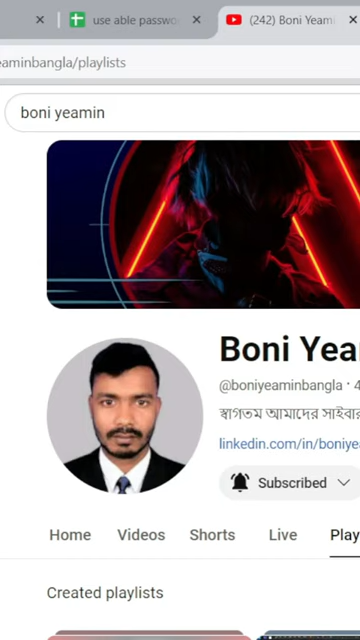 use able passwo
(242) Boni Yeam
eaminbangla/playlists
boni yeamin
Boni Yea
@boniyeaminbangla · 4
স্বাগতম আমাদের সাইবার
linkedin.com/in/boniye
Subscribed
Home Videos Shorts Live Play
Created playlists